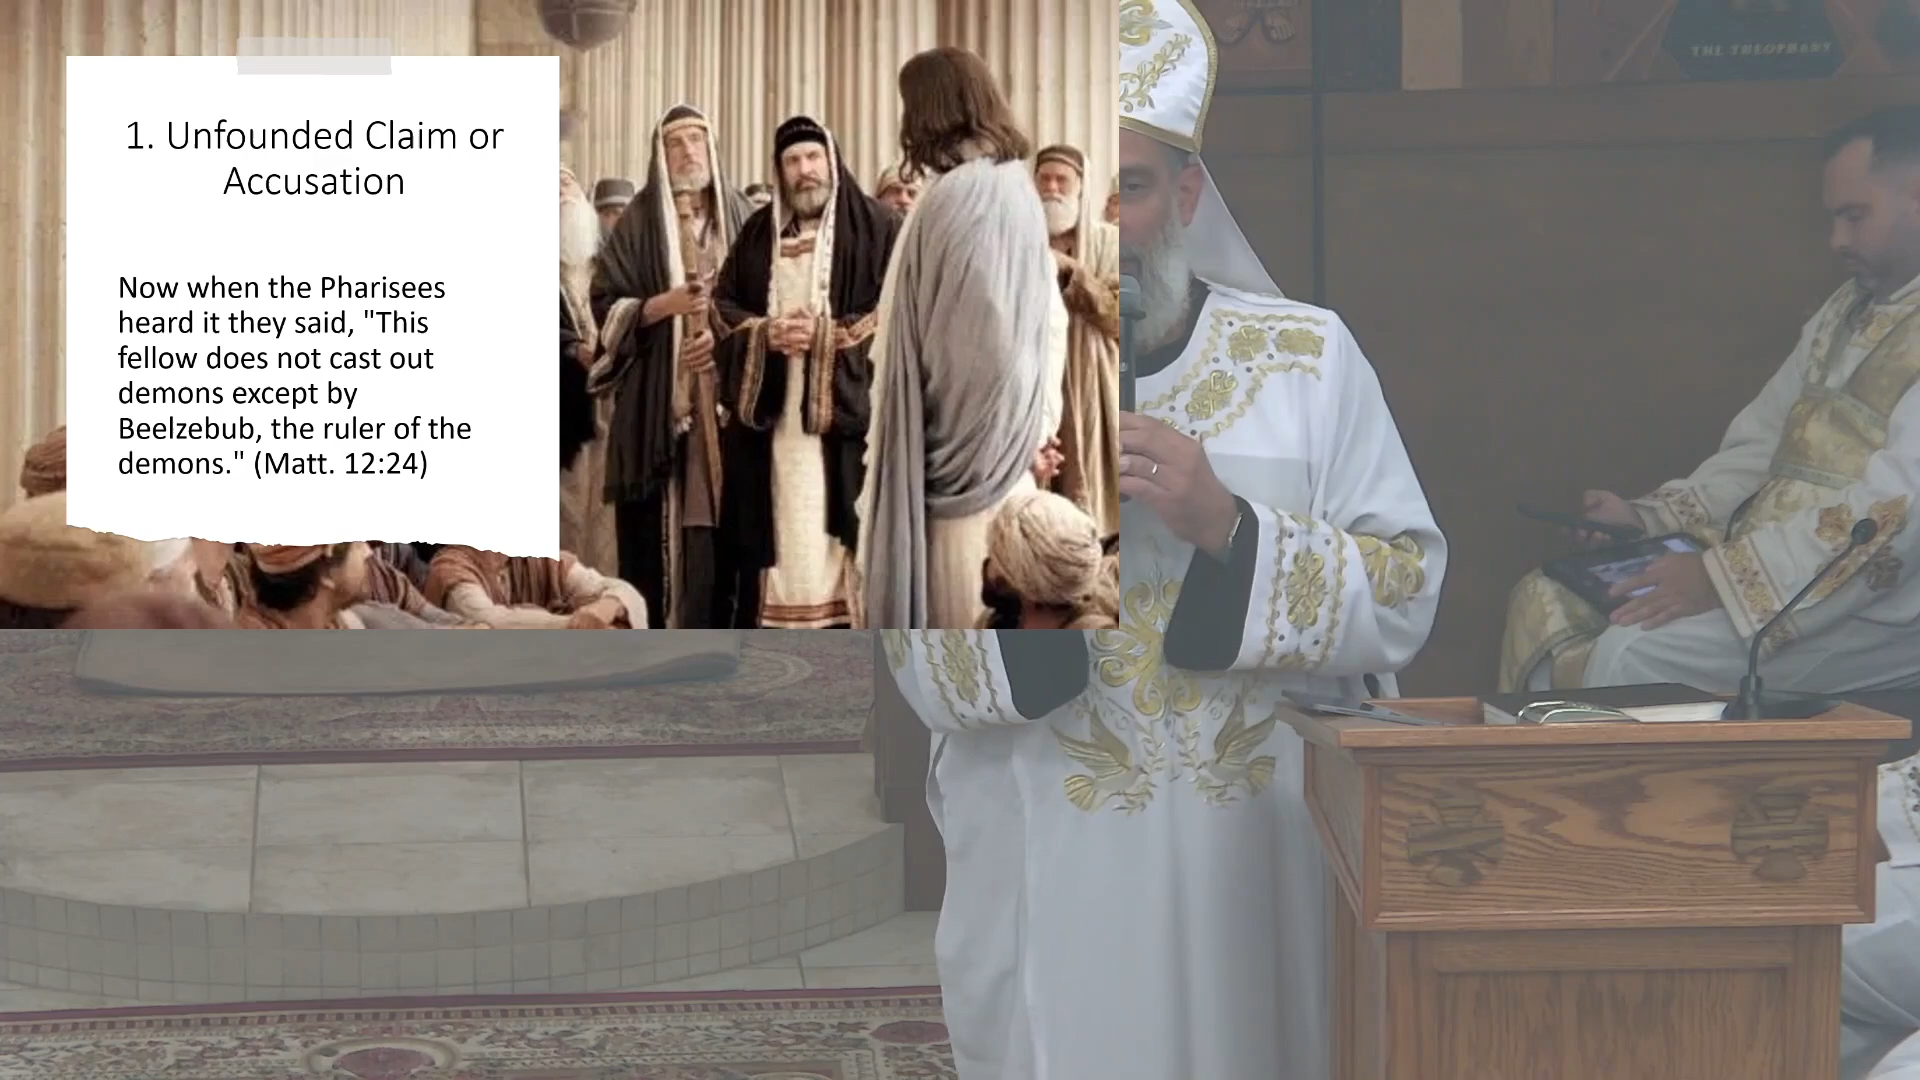 1. Unfounded Claim or
Accusation
Now when the Pharisees
heard it they said, "This
fellow does not cast out
demons except by
Beelzebub, the ruler of the
demons." (Matt. 12:24)
THE THEOPHANY